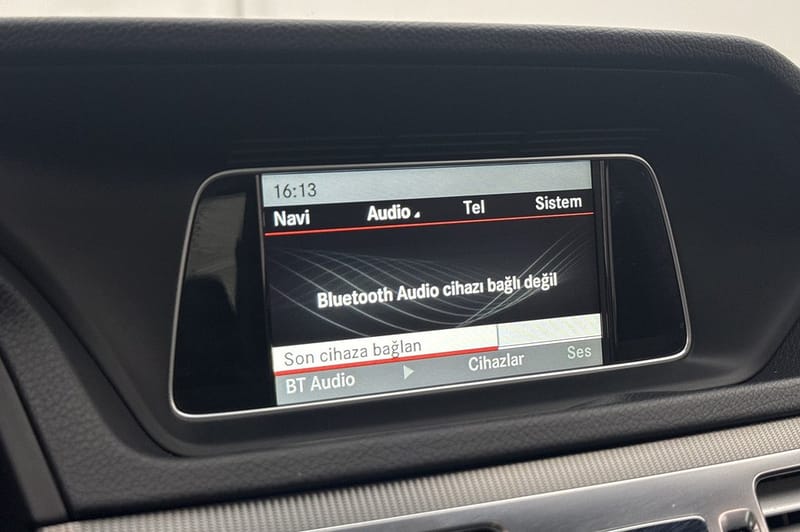 16:13
Navi Audio Tel Sistem
Bluetooth Audio cihazı bağlı değil
Son cihaza bağlan
BT Audio Cihazlar Ses